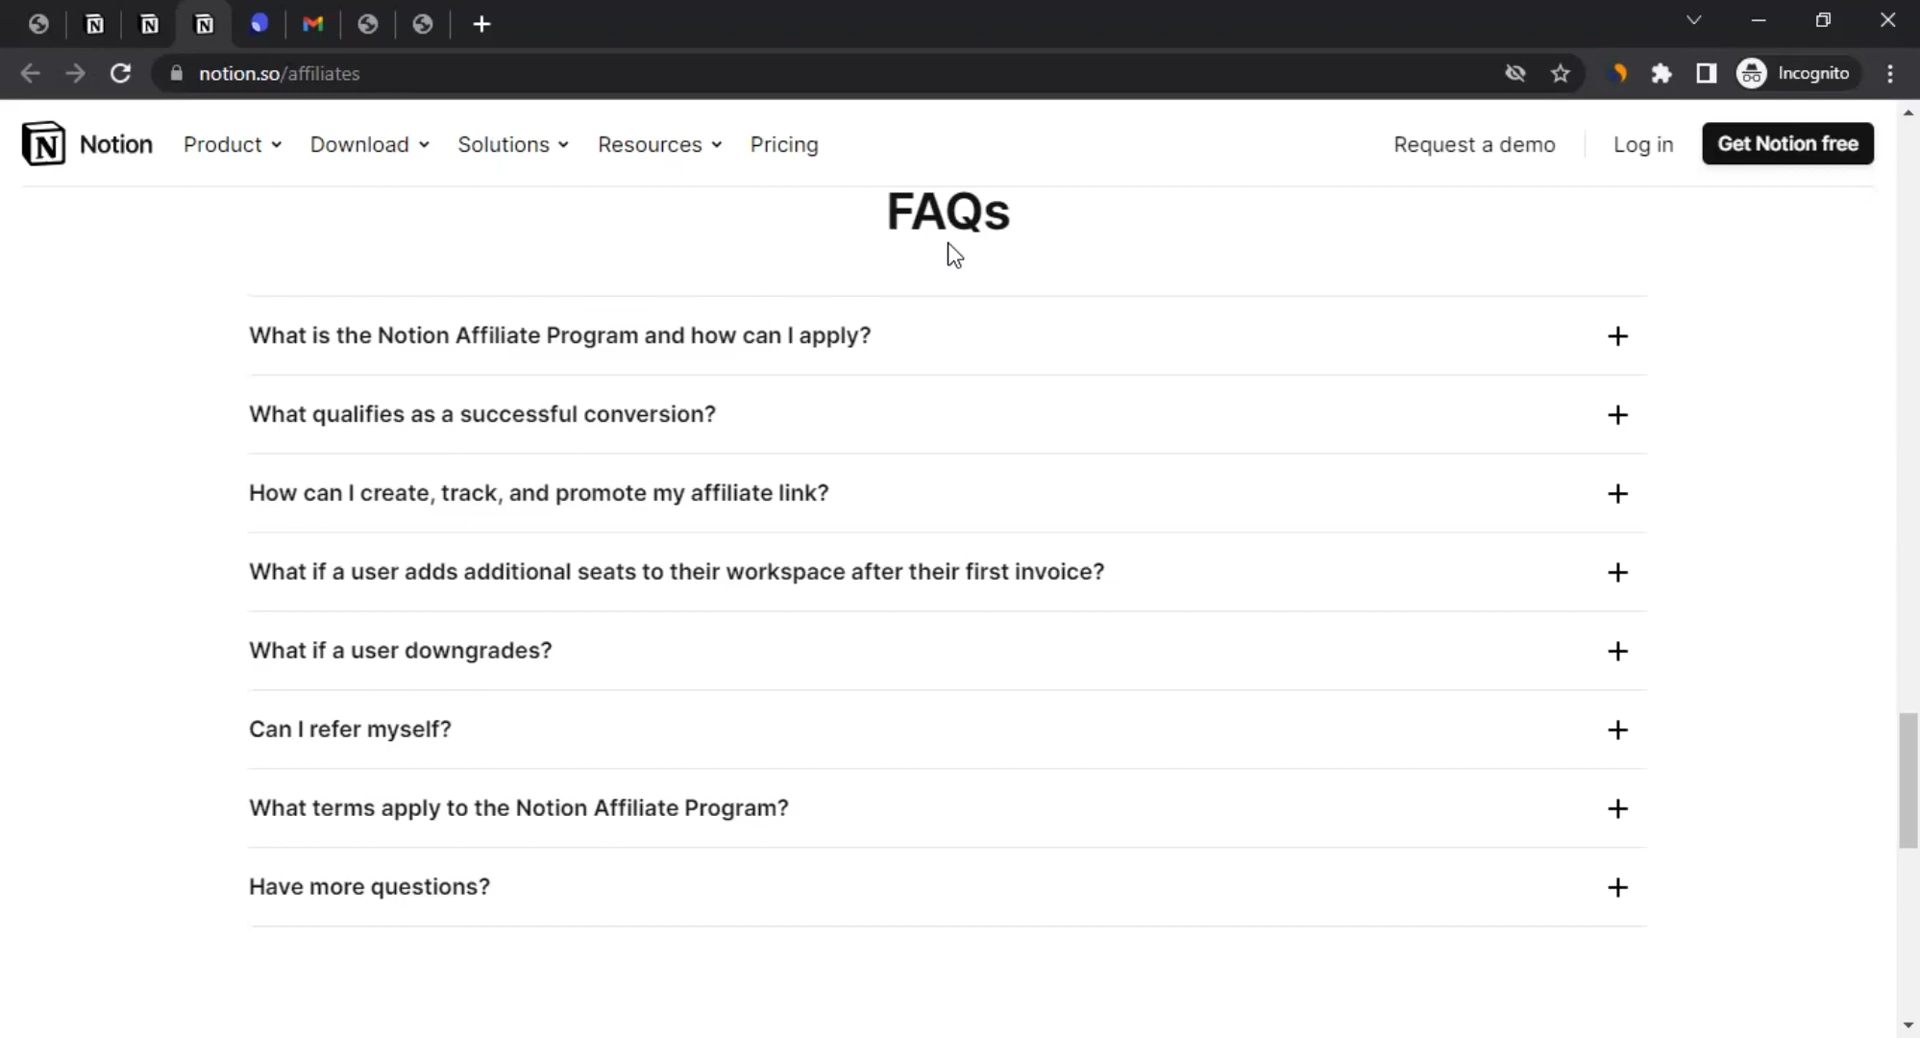 notion.so/affiliates
Incognito
Notion
Product
Download
Solutions
Resources
Pricing
Request a demo
Log in
Get Notion free
FAQs
What is the Notion Affiliate Program and how can I apply?
What qualifies as a successful conversion?
How can I create, track, and promote my affiliate link?
What if a user adds additional seats to their workspace after their first invoice?
What if a user downgrades?
Can I refer myself?
What terms apply to the Notion Affiliate Program?
Have more questions?